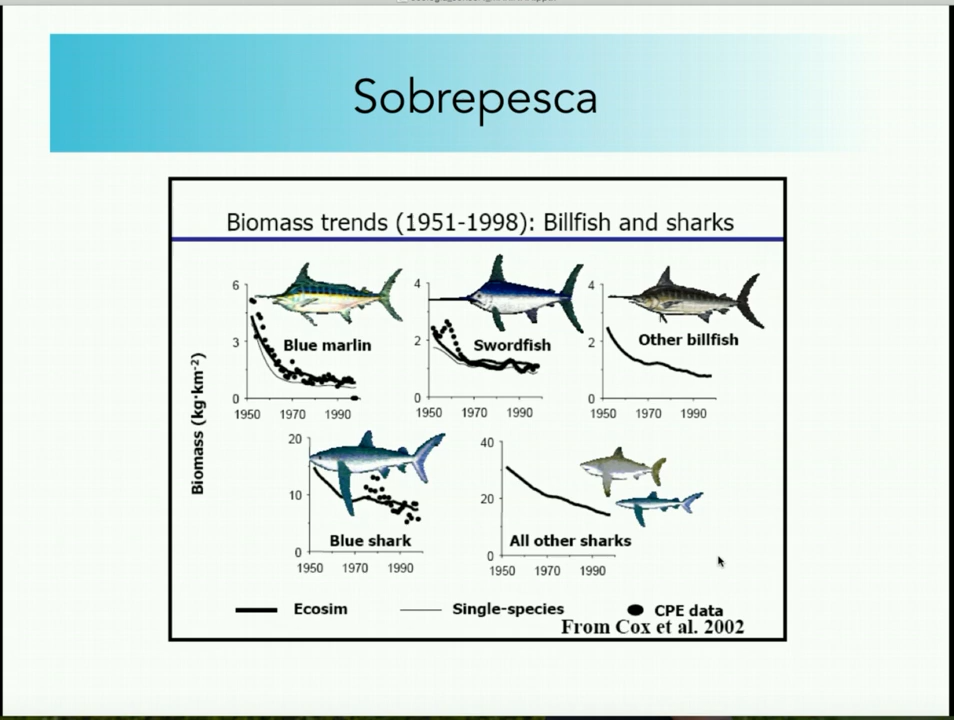 Sobrepesca
Biomass trends (1951-1998): Billfish and sharks
Biomass (kg·km⁻²)
6
3
0
1950 1970 1990
Blue marlin
4
2
0
1950 1970 1990
Swordfish
4
2
0
1950 1970 1990
Other billfish
20
10
0
1950 1970 1990
Blue shark
40
20
0
1950 1970 1990
All other sharks
Ecosim Single-species CPE data
From Cox et al. 2002